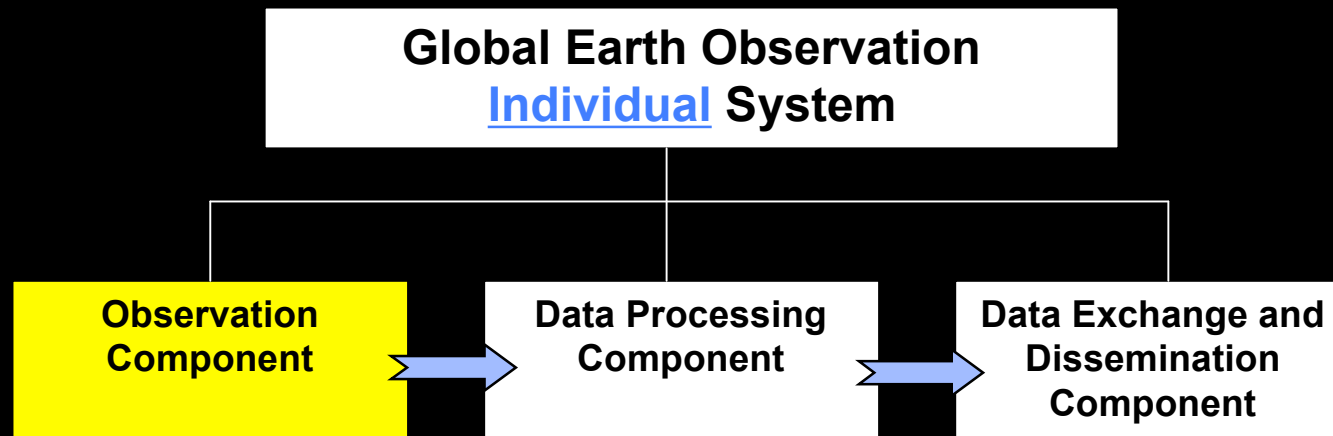 Global Earth Observation
Individual System
Observation
Component
Data Processing
Component
Data Exchange and
Dissemination
Component